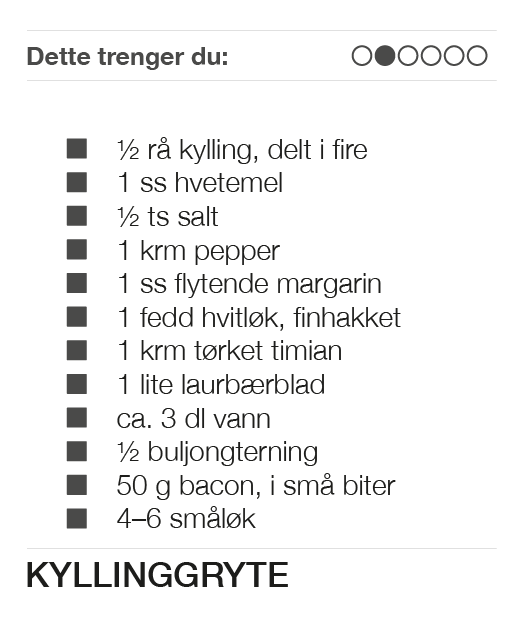 Dette trenger du:
½ rå kylling, delt i fire
1 ss hvetemel
½ ts salt
1 krm pepper
1 ss flytende margarin
1 fedd hvitløk, finhakket
1 krm tørket timian
1 lite laurbærblad
ca. 3 dl vann
½ buljongterning
50 g bacon, i små biter
4–6 småløk
KYLLINGGRYTE